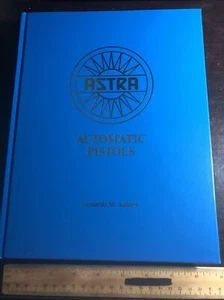 ASTRA
AUTOMATIC
PISTOLS
Leonardo M. Antaris